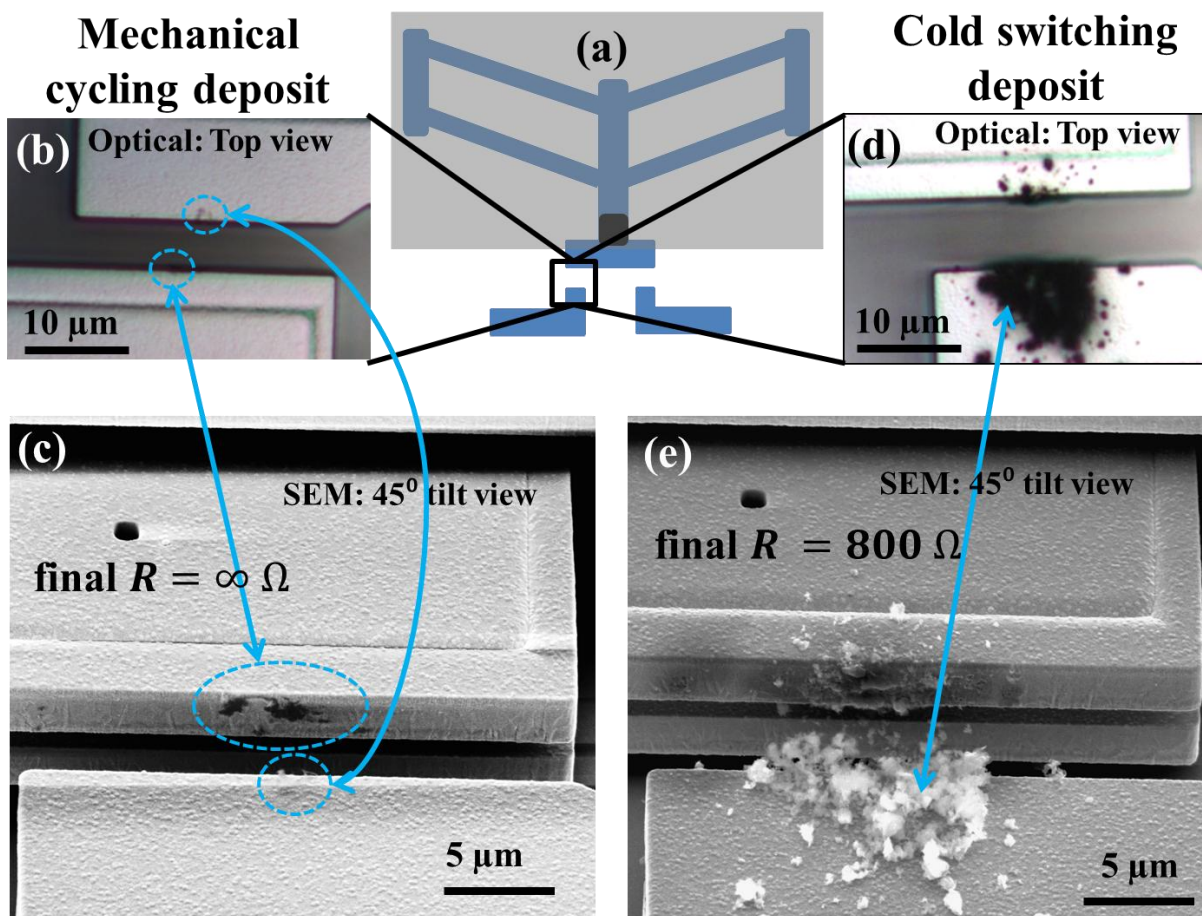 Mechanical
cycling deposit
(a)
Cold switching
deposit
(b)
Optical: Top view
10 µm
(d)
Optical: Top view
10 µm
(c)
SEM: 45⁰ tilt view
final R = ∞ Ω
5 µm
(e)
SEM: 45⁰ tilt view
final R = 800 Ω
5 µm